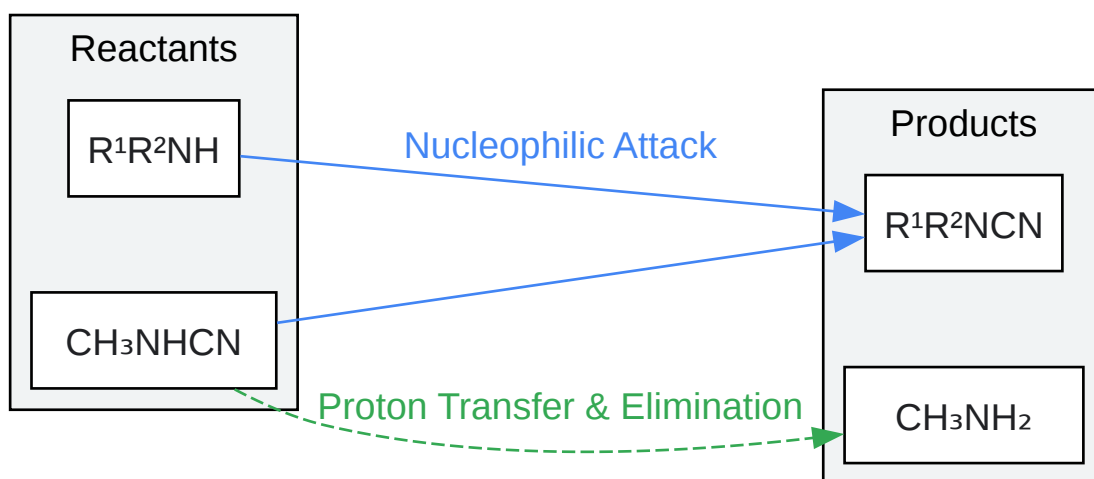 Reactants
R¹R²NH
CH₃NHCN
Nucleophilic Attack
Proton Transfer & Elimination
Products
R¹R²NCN
CH₃NH₂